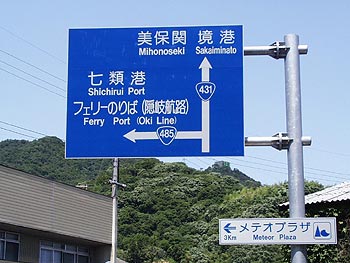 美保関 境港
Mihonoseki Sakaiminato
七類港
Shichirui Port
431
フェリーのりば(隠岐航路)
Ferry Port (Oki Line)
485
メテオプラザ
3Km Meteor Plaza